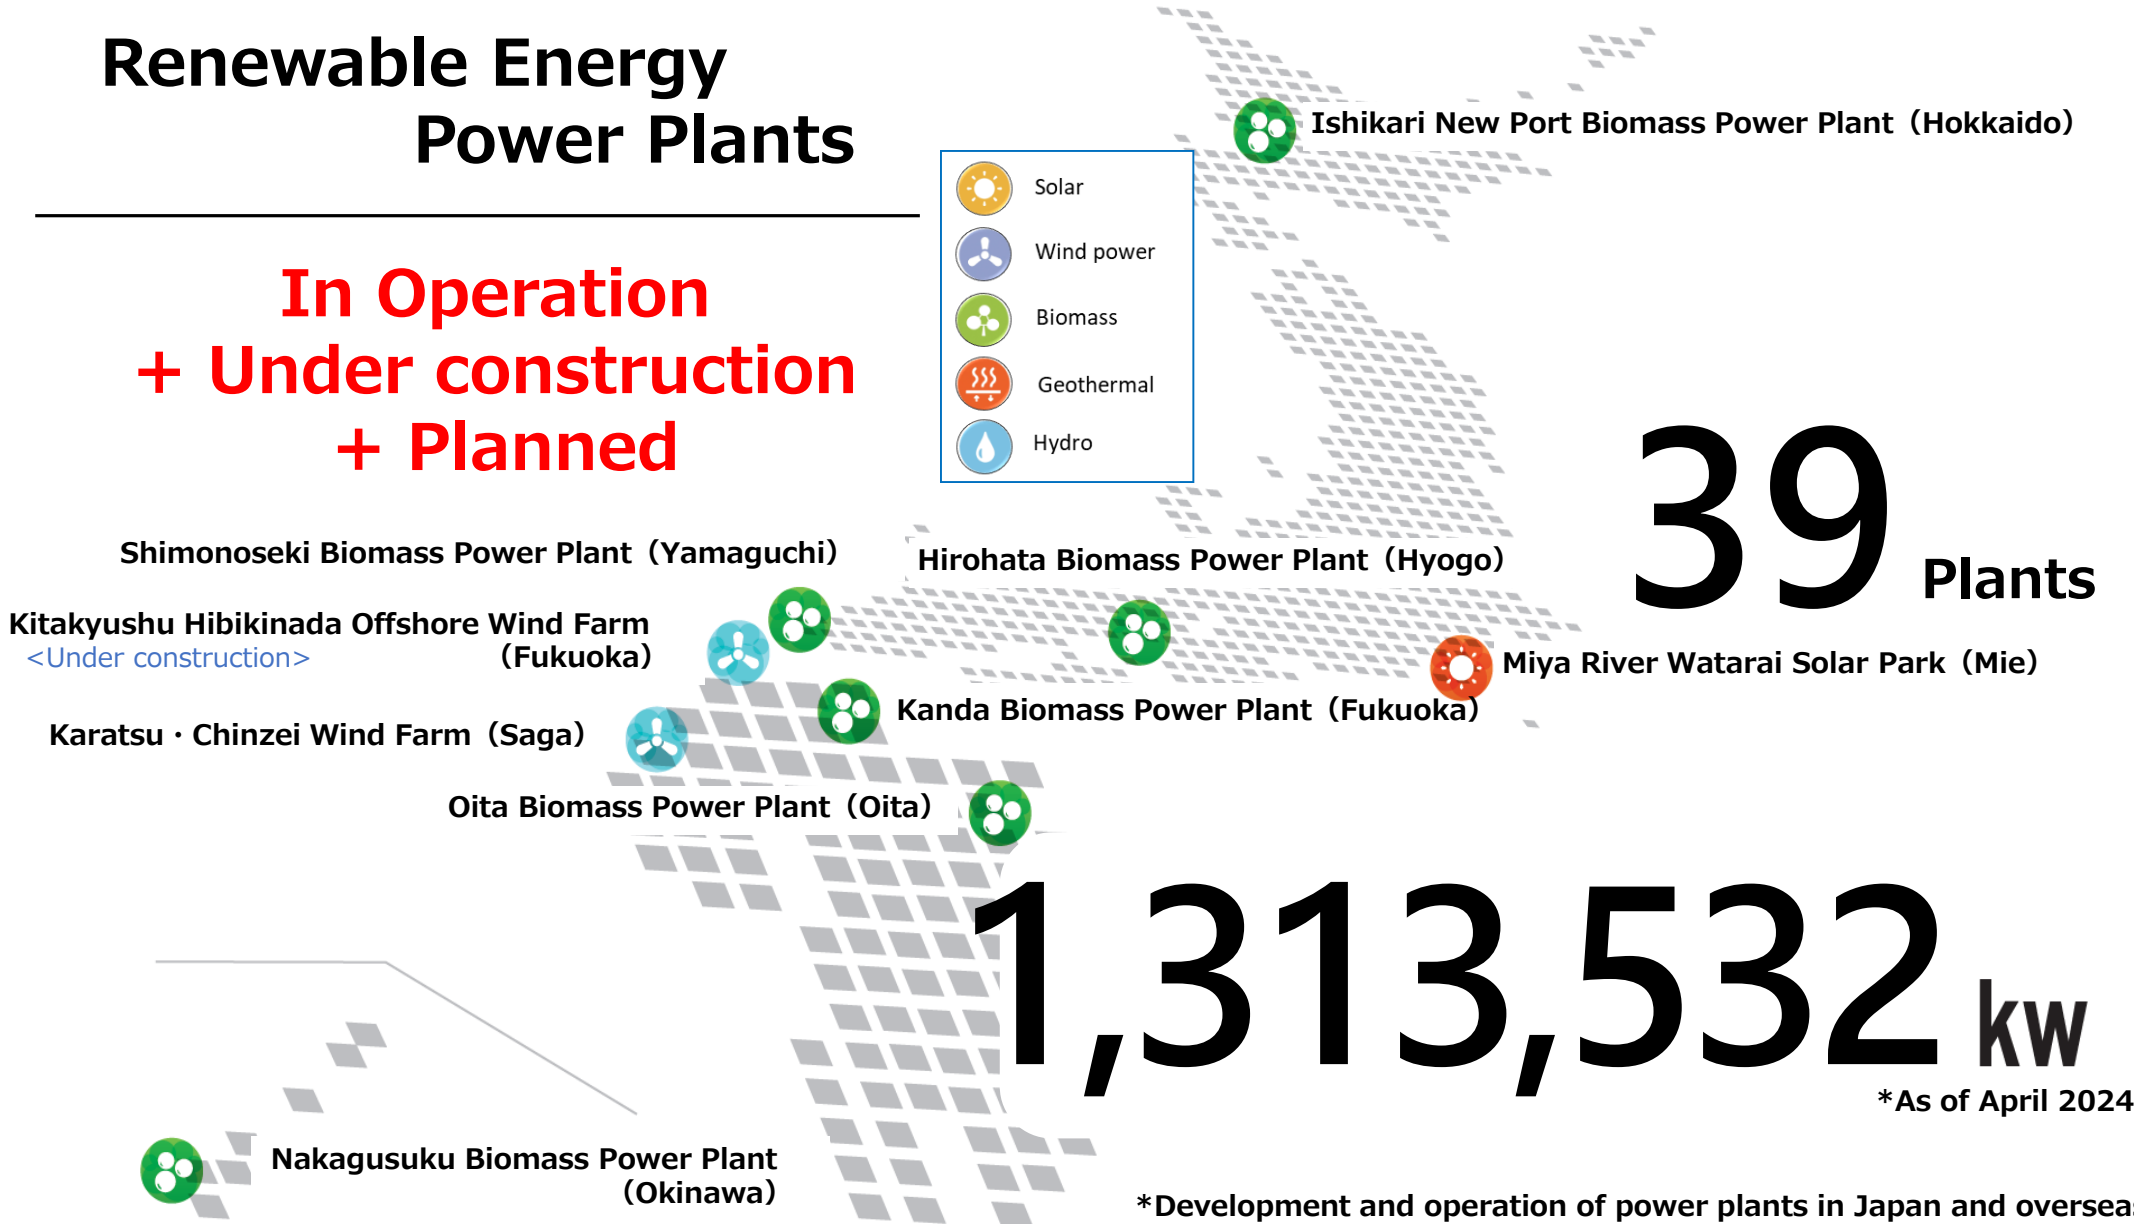 Renewable Energy
Power Plants
In Operation
+ Under construction
+ Planned
Solar
Wind power
Biomass
Geothermal
Hydro
Ishikari New Port Biomass Power Plant（Hokkaido）
39 Plants
Shimonoseki Biomass Power Plant（Yamaguchi）
Hirohata Biomass Power Plant（Hyogo）
Kitakyushu Hibikinada Offshore Wind Farm
<Under construction> （Fukuoka）
Miya River Watarai Solar Park（Mie）
Kanda Biomass Power Plant（Fukuoka）
Karatsu・Chinzei Wind Farm（Saga）
Oita Biomass Power Plant（Oita）
1,313,532 kw
*As of April 2024
Nakagusuku Biomass Power Plant
（Okinawa）
*Development and operation of power plants in Japan and overseas